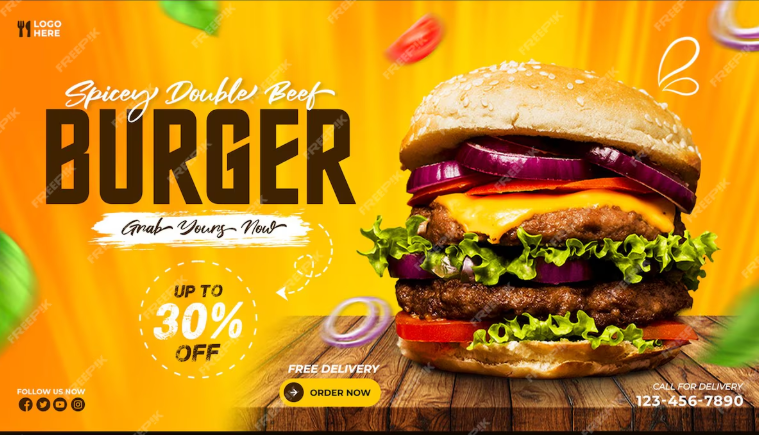 LOGO
HERE
Spicey Double Beef
BURGER
Grab Yours Now
UP TO
30%
OFF
FREE DELIVERY
ORDER NOW
FOLLOW US NOW
CALL FOR DELIVERY
123-456-7890
FREEPIK